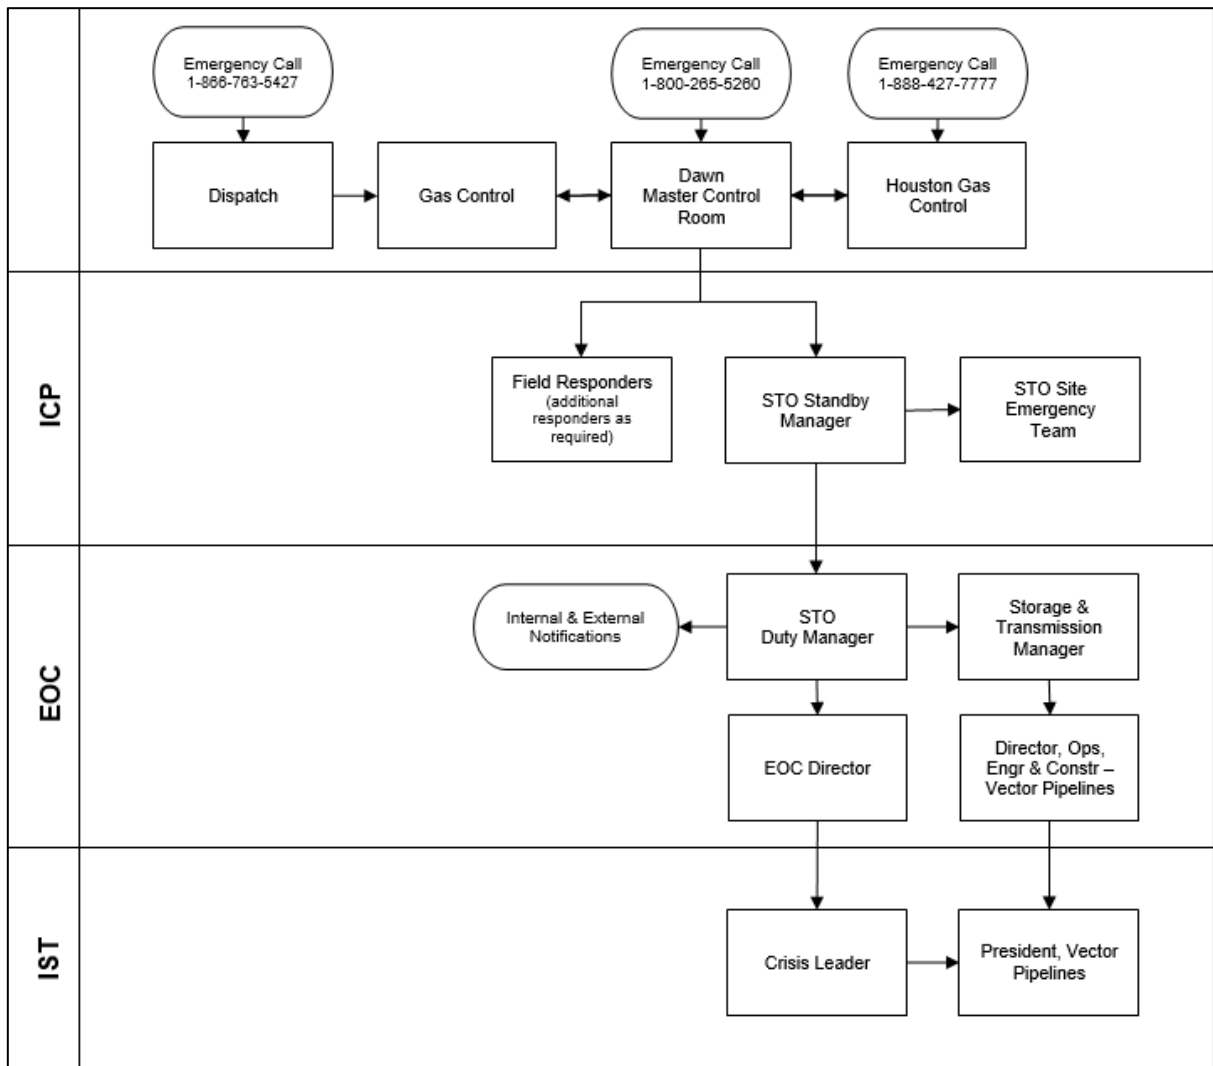 Emergency Call
1-866-763-5427
Emergency Call
1-800-265-5260
Emergency Call
1-888-427-7777
Dispatch
Gas Control
Dawn
Master Control
Room
Houston Gas
Control
ICP
Field Responders
(additional
responders as
required)
STO Standby
Manager
STO Site
Emergency
Team
EOC
Internal & External
Notifications
STO
Duty Manager
Storage &
Transmission
Manager
EOC Director
Director, Ops,
Engr & Constr –
Vector Pipelines
IST
Crisis Leader
President, Vector
Pipelines